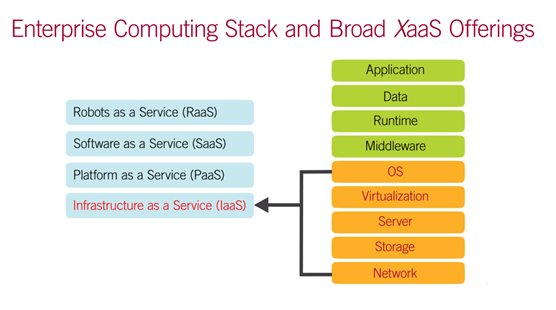 Enterprise Computing Stack and Broad XaaS Offerings
Robots as a Service (RaaS)
Software as a Service (SaaS)
Platform as a Service (PaaS)
Infrastructure as a Service (IaaS)
Application
Data
Runtime
Middleware
OS
Virtualization
Server
Storage
Network